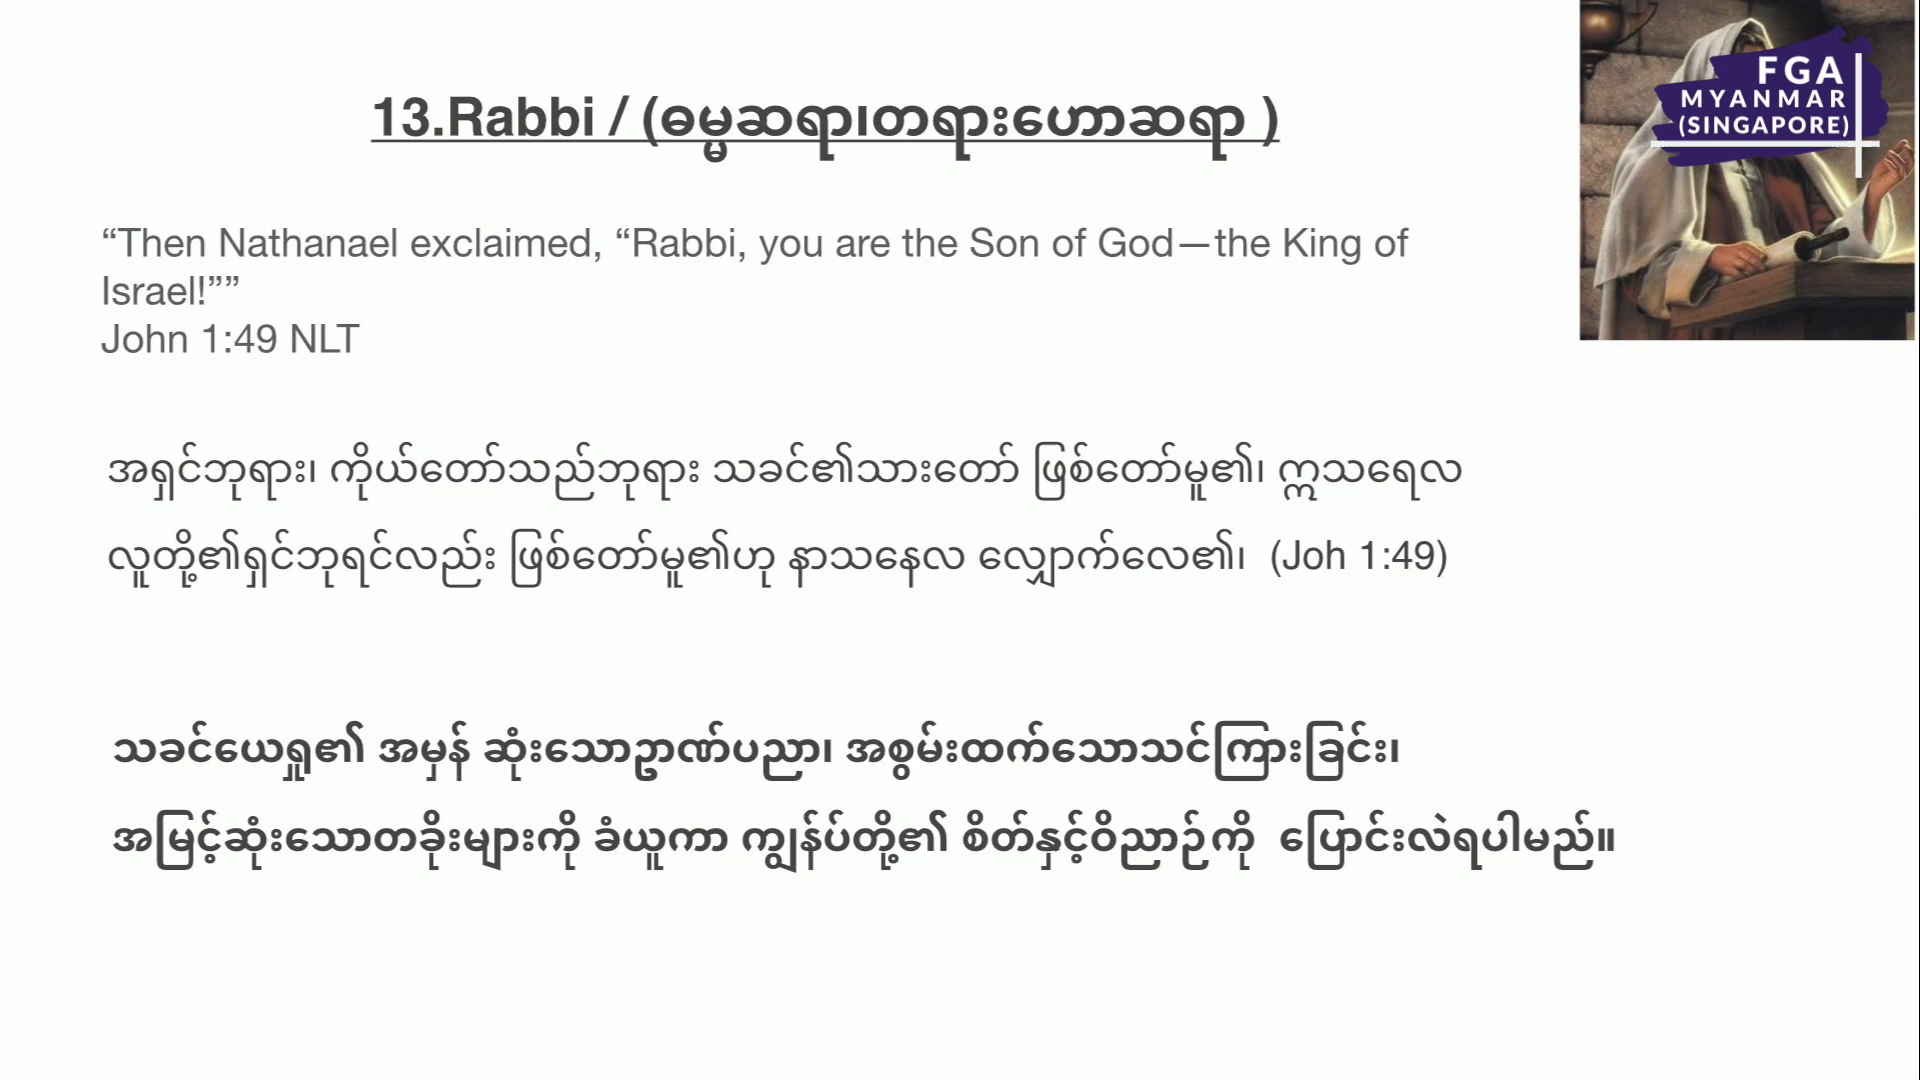 13.Rabbi / (ဓမ္မဆရာ၊တရားဟောဆရာ )
“Then Nathanael exclaimed, “Rabbi, you are the Son of God—the King of
Israel!””
John 1:49 NLT
အရှင်ဘုရား၊ ကိုယ်တော်သည်ဘုရား သခင်၏သားတော် ဖြစ်တော်မူ၏၊ ဣသရေလ
လူတို့၏ရှင်ဘုရင်လည်း ဖြစ်တော်မူ၏ဟု နာသနေလ လျှောက်လေ၏၊ (Joh 1:49)
သခင်ယေရှု၏ အမှန် ဆုံးသောဥာဏ်ပညာ၊ အစွမ်းထက်သောသင်ကြားခြင်း၊
အမြင့်ဆုံးသောတခိုးများကို ခံယူကာ ကျွန်ပ်တို့၏ စိတ်နှင့်ဝိညာဉ်ကို ပြောင်းလဲရပါမည်။
FGA
MYANMAR
(SINGAPORE)